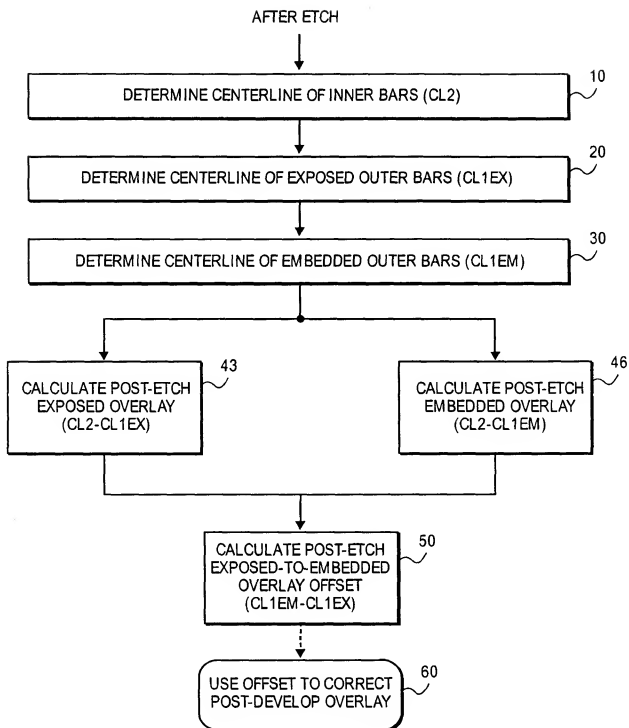 AFTER ETCH
DETERMINE CENTERLINE OF INNER BARS (CL2)
10
DETERMINE CENTERLINE OF EXPOSED OUTER BARS (CL1EX)
20
DETERMINE CENTERLINE OF EMBEDDED OUTER BARS (CL1EM)
30
CALCULATE POST-ETCH
EXPOSED OVERLAY
(CL2-CL1EX)
43
CALCULATE POST-ETCH
EMBEDDED OVERLAY
(CL2-CL1EM)
46
CALCULATE POST-ETCH
EXPOSED-TO-EMBEDDED
OVERLAY OFFSET
(CL1EM-CL1EX)
50
USE OFFSET TO CORRECT
POST-DEVELOP OVERLAY
60